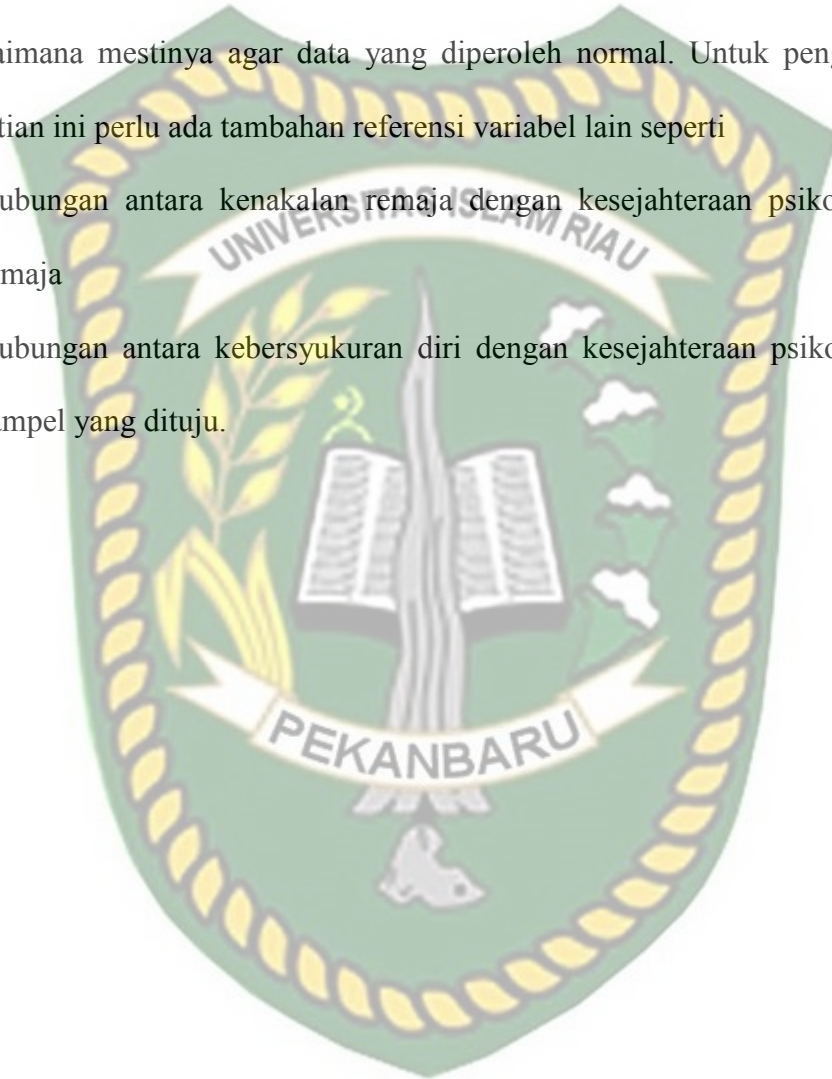 aimana mestinya agar data yang diperoleh normal. Untuk peng
tian ini perlu ada tambahan referensi variabel lain seperti
ubungan antara kenakalan remaja dengan kesejahteraan psiko
UNIVERSITAS ISLAM RIAU
maja
ubungan antara kebersyukuran diri dengan kesejahteraan psiko
ampel yang dituju.
PEKANBARU